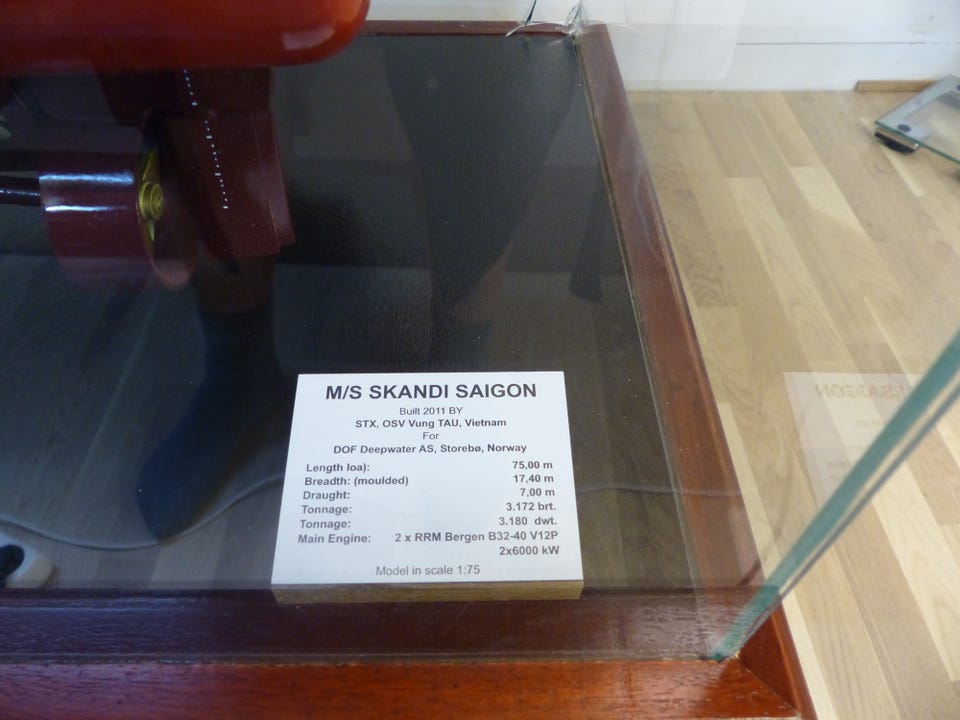 M/S SKANDI SAIGON
Built 2011 BY
STX, OSV Vung TAU, Vietnam
For
DOF Deepwater AS, Storebø, Norway
Length loa): 75,00 m
Breadth: (moulded) 17,40 m
Draught: 7,00 m
Tonnage: 3.172 brt.
Tonnage: 3.180 dwt.
Main Engine: 2 x RRM Bergen B32-40 V12P
2x6000 kW
Model in scale 1:75